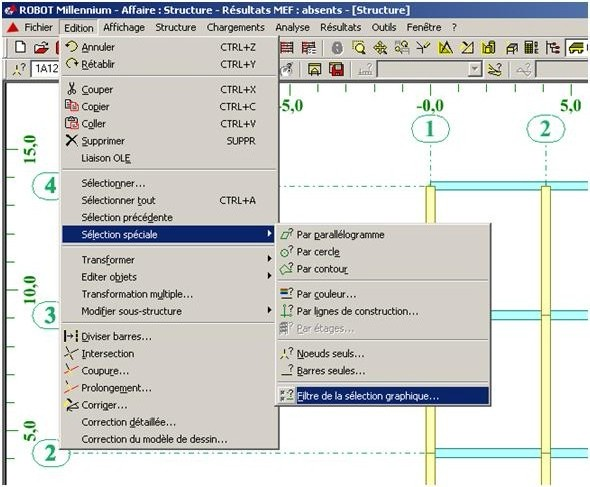 ROBOT Millennium - Affaire : Structure - Résultats MEF : absents - [Structure]
Fichier Edition Affichage Structure Chargements Analyse Résultats Outils Fenêtre ?
Annuler CTRL+Z
Rétablir CTRL+Y
Couper CTRL+X
Copier CTRL+C
Coller CTRL+V
Supprimer SUPPR
Liaison OLE
Sélectionner...
Sélectionner tout CTRL+A
Sélection précédente
Sélection spéciale
Transformer
Editer objets
Transformation multiple...
Modifier sous-structure
Diviser barres...
Intersection
Coupure...
Prolongement...
Corriger...
Correction détaillée...
Correction du modèle de dessin...
Par parallélogramme
Par cercle
Par contour
Par couleur...
Par lignes de construction...
Par étages...
Noeuds seuls...
Barres seules...
Filtre de la sélection graphique...
1A12
-5,0 -0,0 5,0
1 2
15,0
4
10,0
3
5,0
2